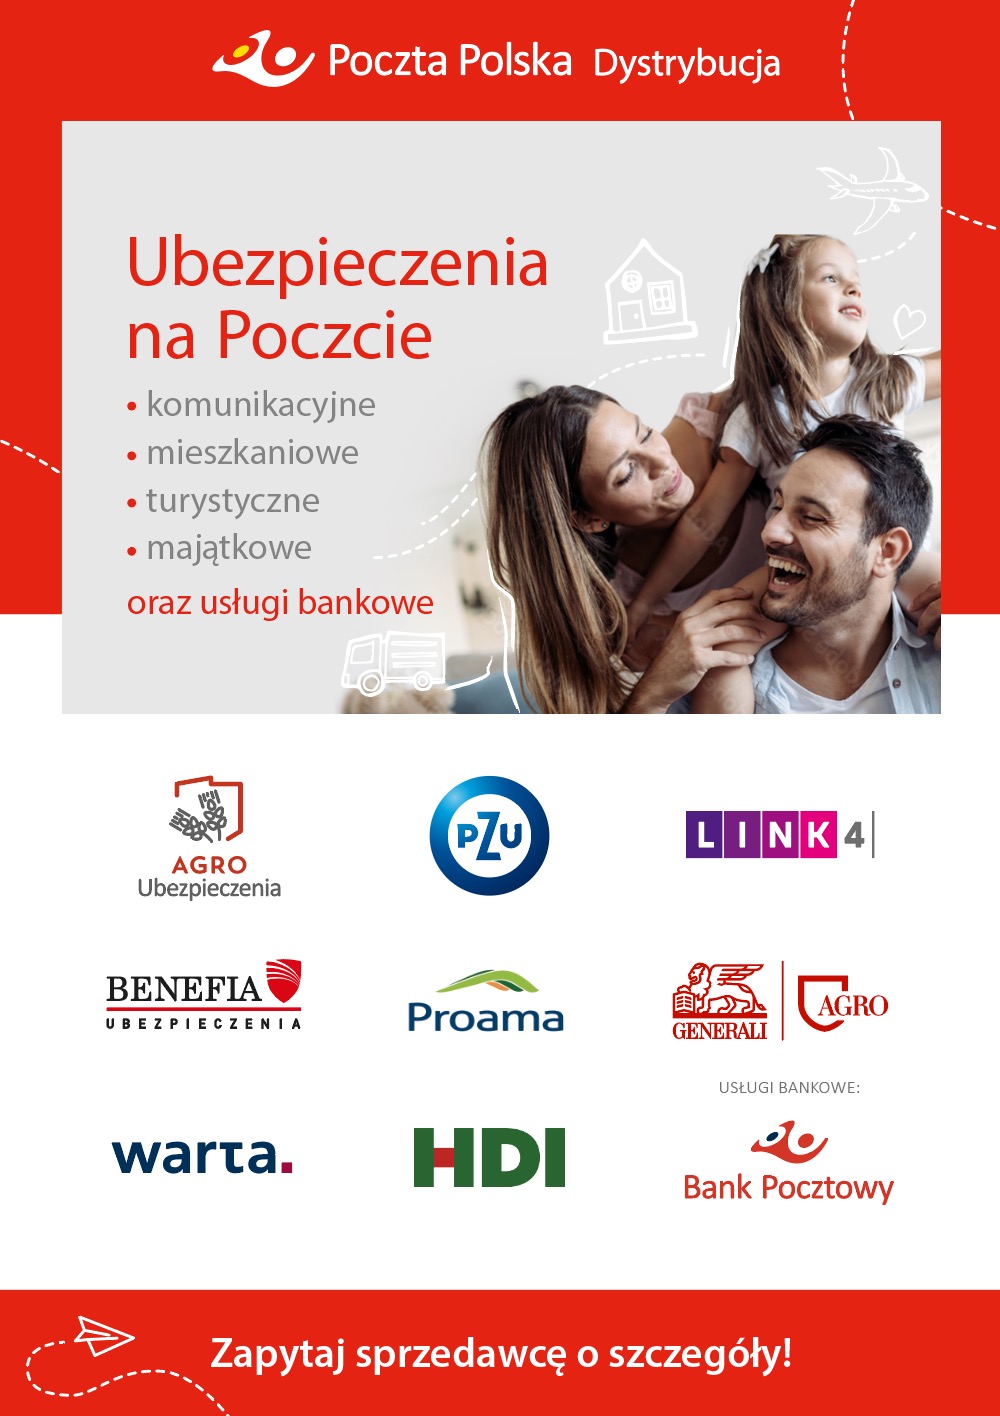 Poczta Polska Dystrybucja
Ubezpieczenia
na Poczcie
• komunikacyjne
• mieszkaniowe
• turystyczne
• majątkowe
oraz usługi bankowe
AGRO
Ubezpieczenia
PZU
LINK4
BENEFIA
UBEZPIECZENIA
Proama
GENERALI
AGRO
USŁUGI BANKOWE:
warta.
HDI
Bank Pocztowy
Zapytaj sprzedawcę o szczegóły!